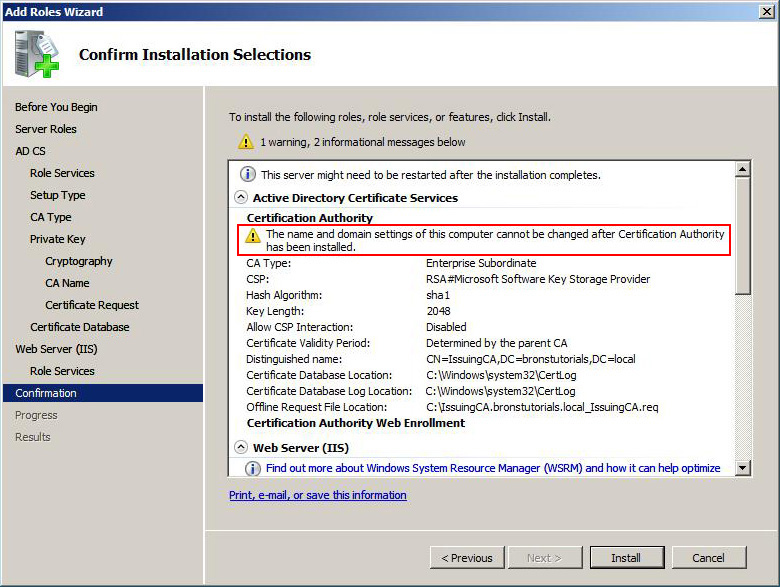 Add Roles Wizard
Confirm Installation Selections
Before You Begin
Server Roles
AD CS
Role Services
Setup Type
CA Type
Private Key
Cryptography
CA Name
Certificate Request
Certificate Database
Web Server (IIS)
Role Services
Confirmation
Progress
Results
To install the following roles, role services, or features, click Install.
1 warning, 2 informational messages below
This server might need to be restarted after the installation completes.
Active Directory Certificate Services
Certification Authority
The name and domain settings of this computer cannot be changed after Certification Authority
has been installed.
CA Type: Enterprise Subordinate
CSP: RSA#Microsoft Software Key Storage Provider
Hash Algorithm: sha1
Key Length: 2048
Allow CSP Interaction: Disabled
Certificate Validity Period: Determined by the parent CA
Distinguished name: CN=IssuingCA,DC=bronstutorials,DC=local
Certificate Database Location: C:\Windows\system32\CertLog
Certificate Database Log Location: C:\Windows\system32\CertLog
Offline Request File Location: C:\IssuingCA.bronstutorials.local_IssuingCA.req
Certification Authority Web Enrollment
Web Server (IIS)
Find out more about Windows System Resource Manager (WSRM) and how it can help optimize
Print, e-mail, or save this information
< Previous Next > Install Cancel